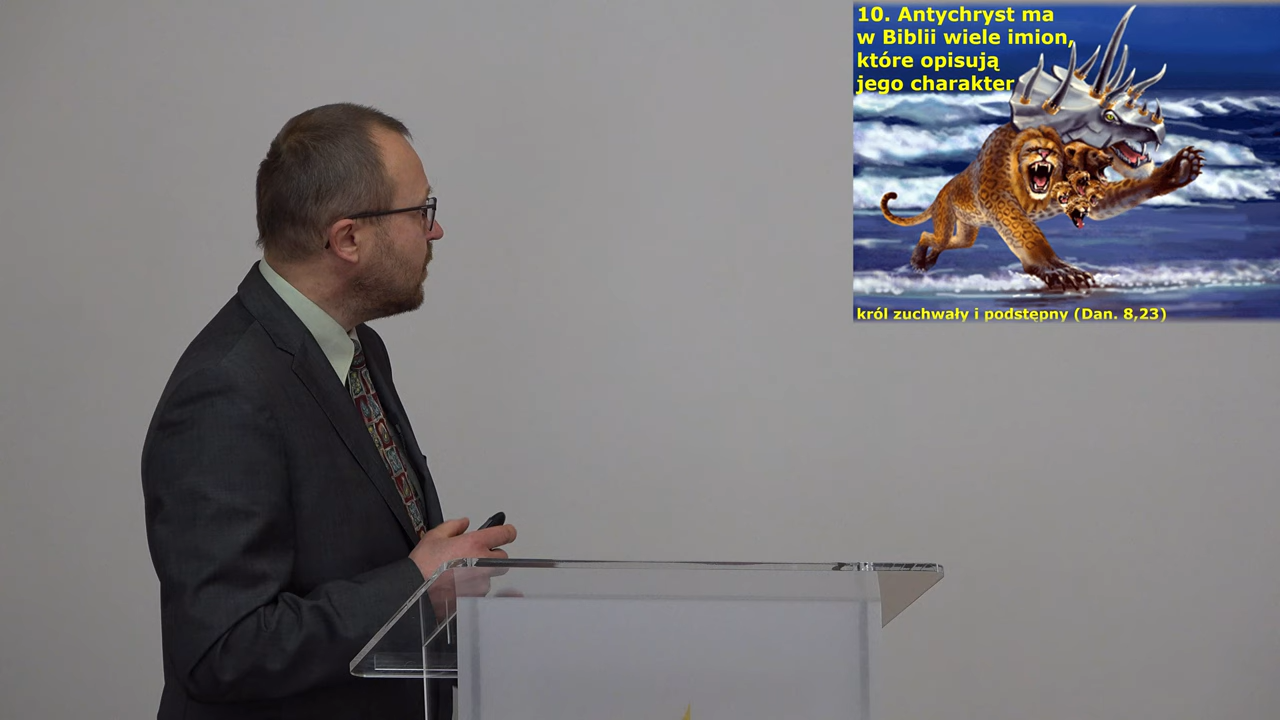 10. Antychryst ma
w Biblii wiele imion,
które opisują
jego charakter
król zuchwały i podstępny (Dan. 8,23)